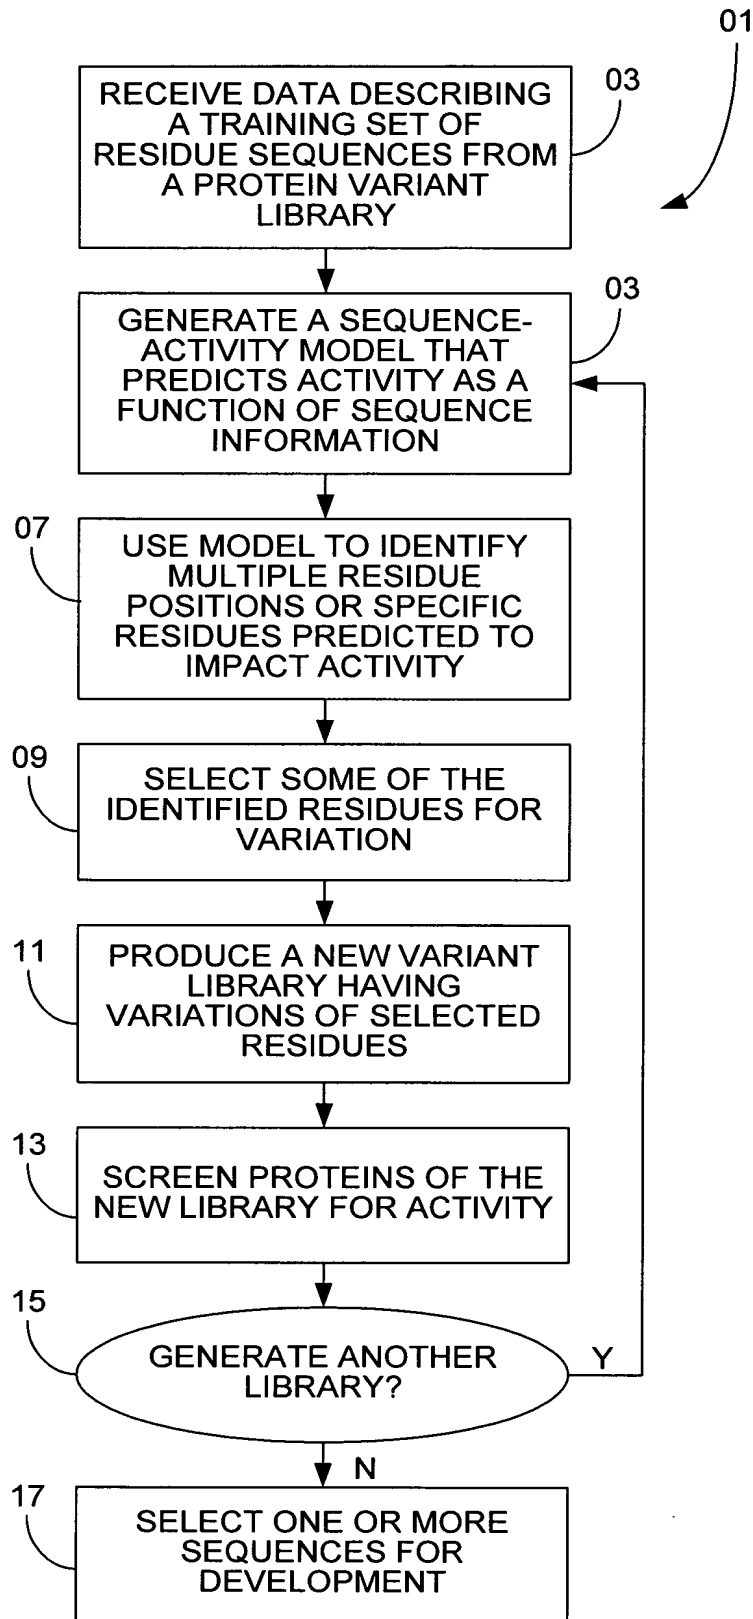 01
RECEIVE DATA DESCRIBING
A TRAINING SET OF
RESIDUE SEQUENCES FROM
A PROTEIN VARIANT
LIBRARY
03
GENERATE A SEQUENCE-
ACTIVITY MODEL THAT
PREDICTS ACTIVITY AS A
FUNCTION OF SEQUENCE
INFORMATION
03
07
USE MODEL TO IDENTIFY
MULTIPLE RESIDUE
POSITIONS OR SPECIFIC
RESIDUES PREDICTED TO
IMPACT ACTIVITY
09
SELECT SOME OF THE
IDENTIFIED RESIDUES FOR
VARIATION
11
PRODUCE A NEW VARIANT
LIBRARY HAVING
VARIATIONS OF SELECTED
RESIDUES
13
SCREEN PROTEINS OF THE
NEW LIBRARY FOR ACTIVITY
15
GENERATE ANOTHER
LIBRARY?
Y
N
17
SELECT ONE OR MORE
SEQUENCES FOR
DEVELOPMENT